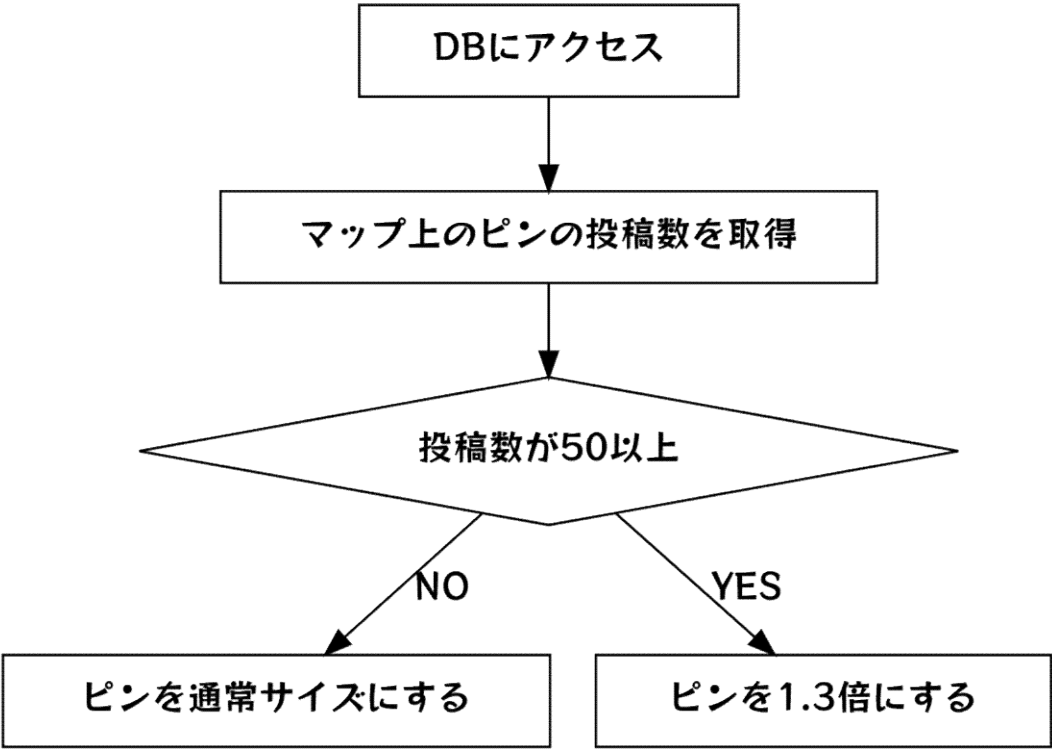 DBにアクセス
マップ上のピンの投稿数を取得
投稿数が50以上
NO
YES
ピンを通常サイズにする
ピンを1.3倍にする